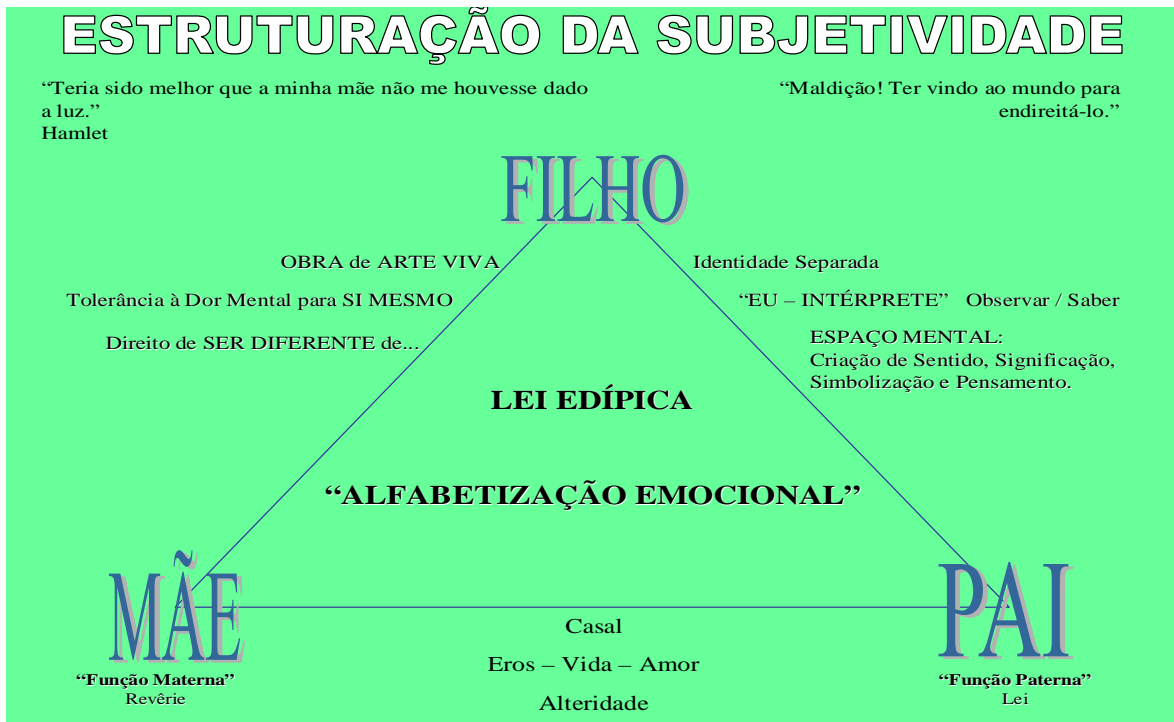 ESTRUTURAÇÃO DA SUBJETIVIDADE
“Teria sido melhor que a minha mãe não me houvesse dado
a luz.”
Hamlet
“Maldição! Ter vindo ao mundo para
endireitá-lo.”
FILHO
OBRA de ARTE VIVA
Identidade Separada
Tolerância à Dor Mental para SI MESMO
“EU – INTÉRPRETE” Observar / Saber
Direito de SER DIFERENTE de...
ESPAÇO MENTAL:
Criação de Sentido, Significação,
Simbolização e Pensamento.
LEI EDÍPICA
“ALFABETIZAÇÃO EMOCIONAL”
MÃE
PAI
Casal
Eros – Vida – Amor
Alteridade
“Função Materna”
Revêrie
“Função Paterna”
Lei